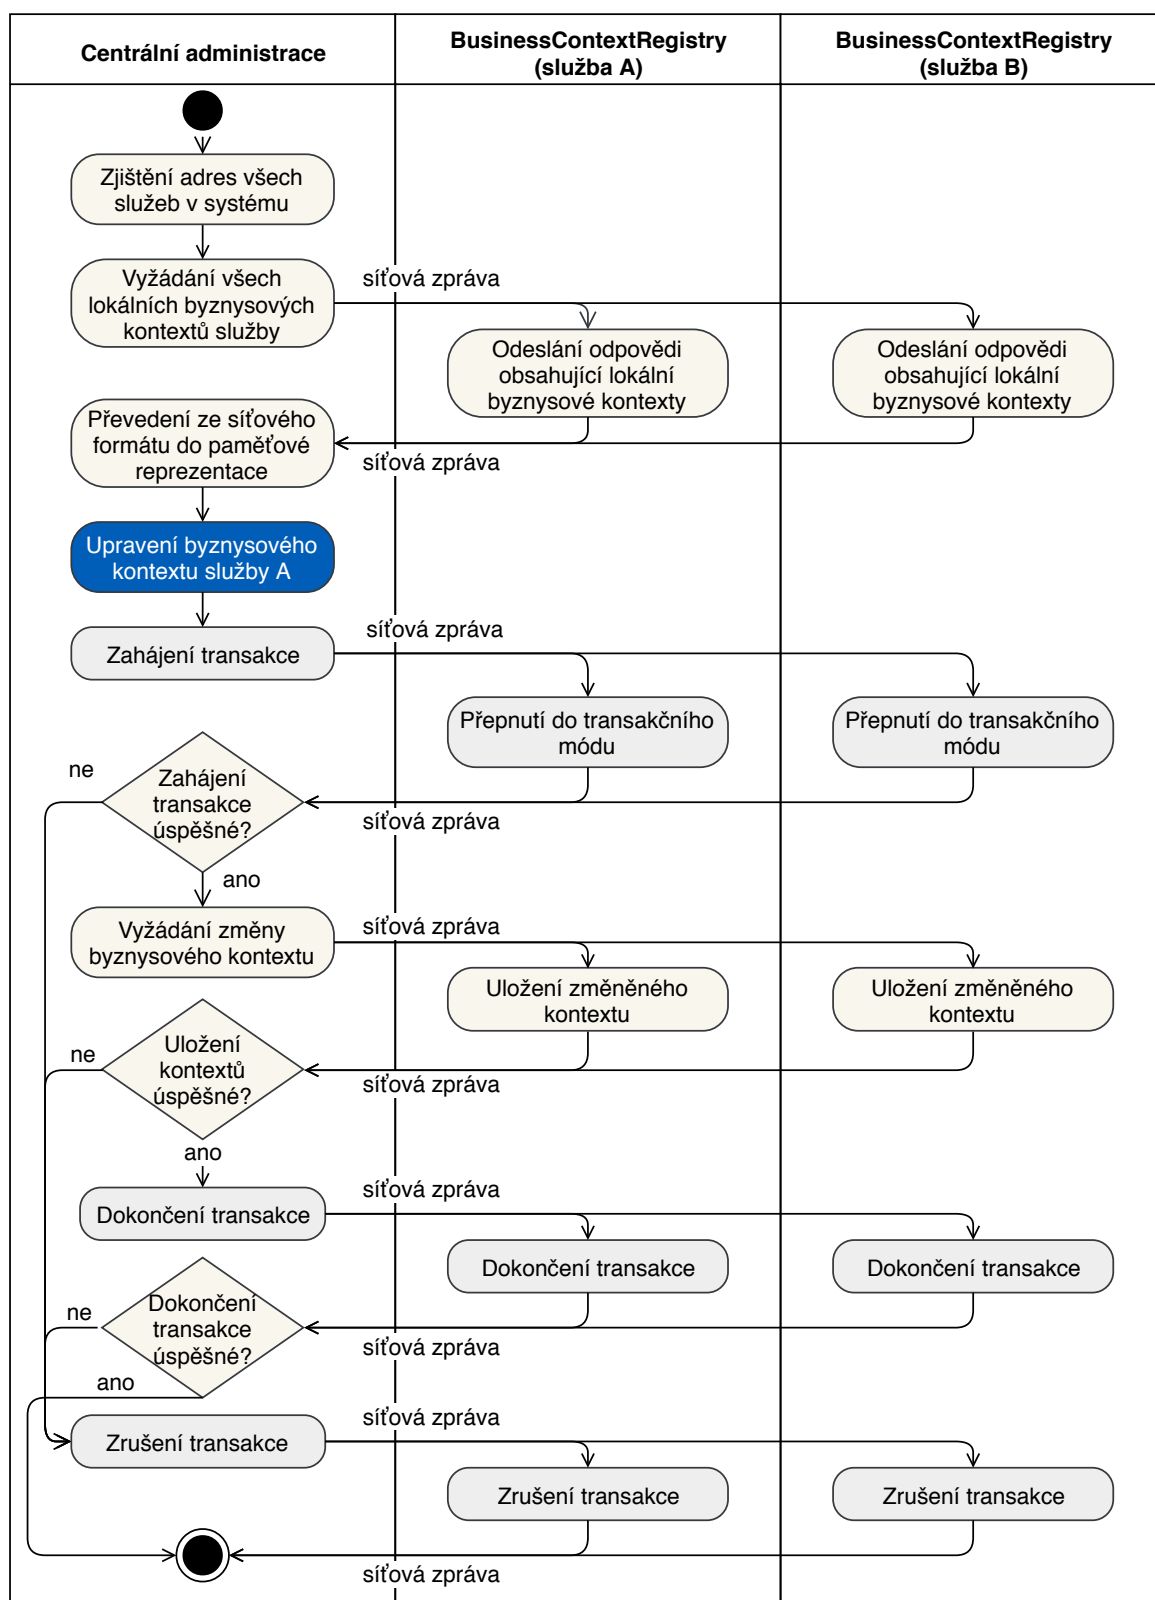 Centrální administrace
BusinessContextRegistry
(služba A)
BusinessContextRegistry
(služba B)
Zjištění adres všech
služeb v systému
Vyžádání všech
lokálních byznysových
kontextů služby
síťová zpráva
Odeslání odpovědi
obsahující lokální
byznysové kontexty
Odeslání odpovědi
obsahující lokální
byznysové kontexty
Převedení ze síťového
formátu do paměťové
reprezentace
síťová zpráva
Upravení byznysového
kontextu služby A
síťová zpráva
Zahájení transakce
Přepnutí do transakčního
módu
Přepnutí do transakčního
módu
ne
Zahájení
transakce
úspěšné?
síťová zpráva
ano
Vyžádání změny
byznysového kontextu
síťová zpráva
Uložení změněného
kontextu
Uložení změněného
kontextu
ne
Uložení
kontextů
úspěšné?
síťová zpráva
ano
síťová zpráva
Dokončení transakce
Dokončení transakce
Dokončení transakce
ne
Dokončení
transakce
úspěšné?
síťová zpráva
ano
síťová zpráva
Zrušení transakce
Zrušení transakce
Zrušení transakce
síťová zpráva